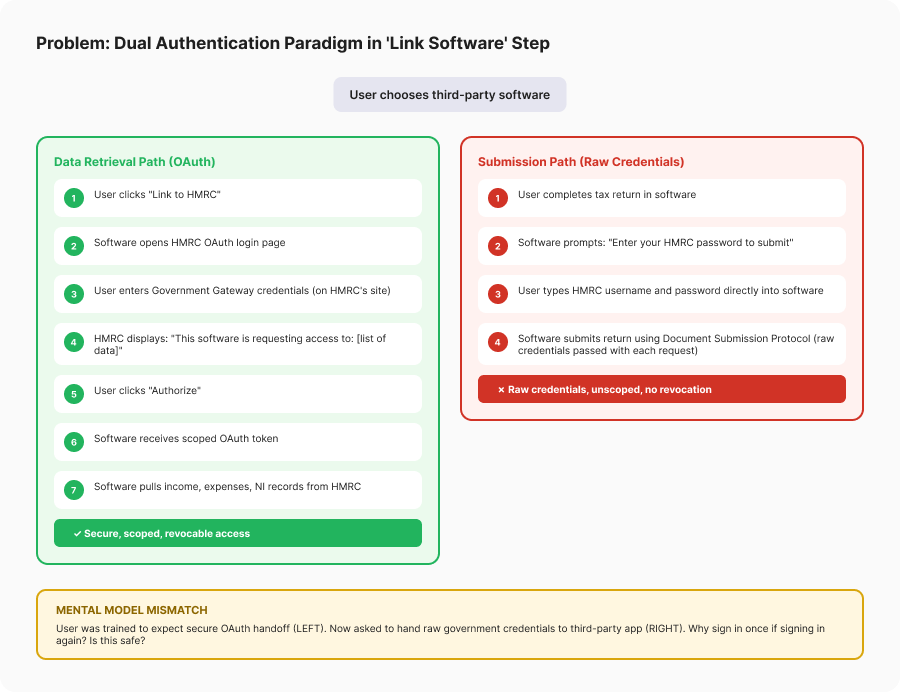 Problem: Dual Authentication Paradigm in 'Link Software' Step
User chooses third-party software
Data Retrieval Path (OAuth)
1 User clicks "Link to HMRC"
2 Software opens HMRC OAuth login page
3 User enters Government Gateway credentials (on HMRC's site)
4 HMRC displays: "This software is requesting access to: [list of
data]"
5 User clicks "Authorize"
6 Software receives scoped OAuth token
7 Software pulls income, expenses, NI records from HMRC
✓ Secure, scoped, revocable access
Submission Path (Raw Credentials)
1 User completes tax return in software
2 Software prompts: "Enter your HMRC password to submit"
3 User types HMRC username and password directly into software
4 Software submits return using Document Submission Protocol (raw
credentials passed with each request)
× Raw credentials, unscoped, no revocation
MENTAL MODEL MISMATCH
User was trained to expect secure OAuth handoff (LEFT). Now asked to hand raw government credentials to third-party app (RIGHT). Why sign in once if signing in
again? Is this safe?